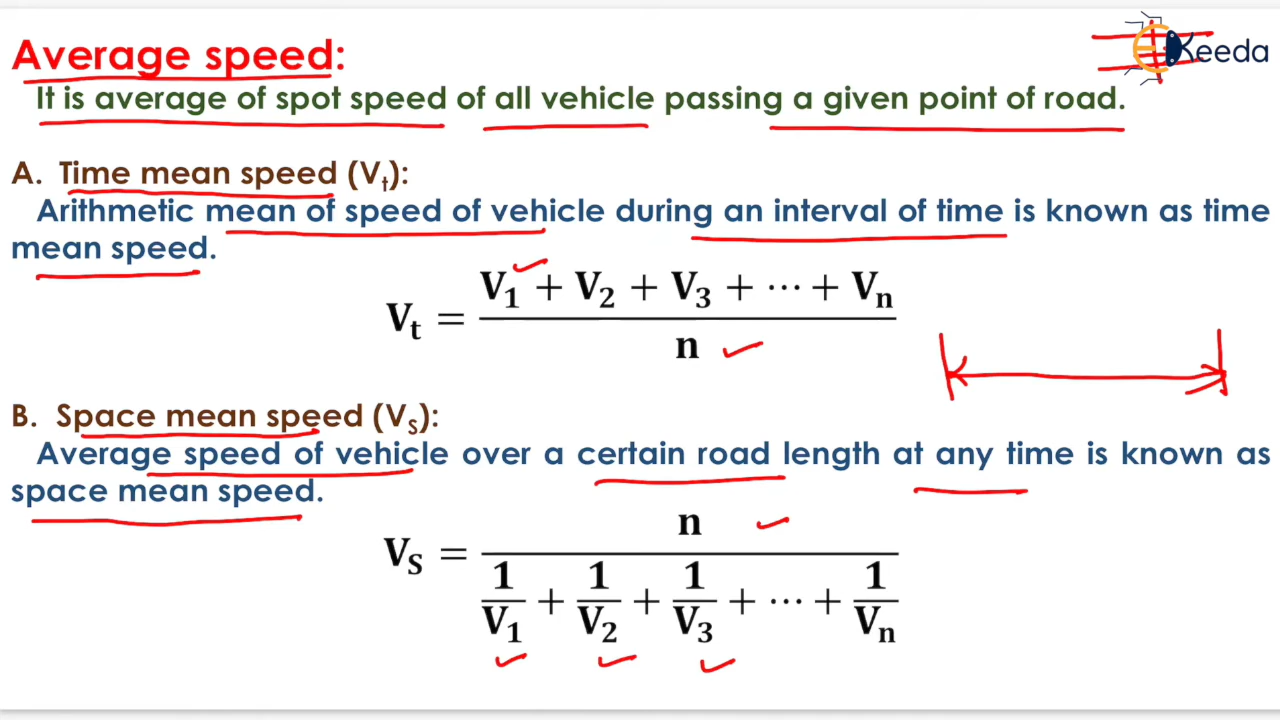 Average speed:
Keeda
It is average of spot speed of all vehicle passing a given point of road.
A. Time mean speed (Vₜ):
Arithmetic mean of speed of vehicle during an interval of time is known as time
mean speed.
Vₜ = (V₁ + V₂ + V₃ + ⋯ + Vₙ) / n
B. Space mean speed (V_S):
Average speed of vehicle over a certain road length at any time is known as
space mean speed.
V_S = n / (1/V₁ + 1/V₂ + 1/V₃ + ⋯ + 1/Vₙ)